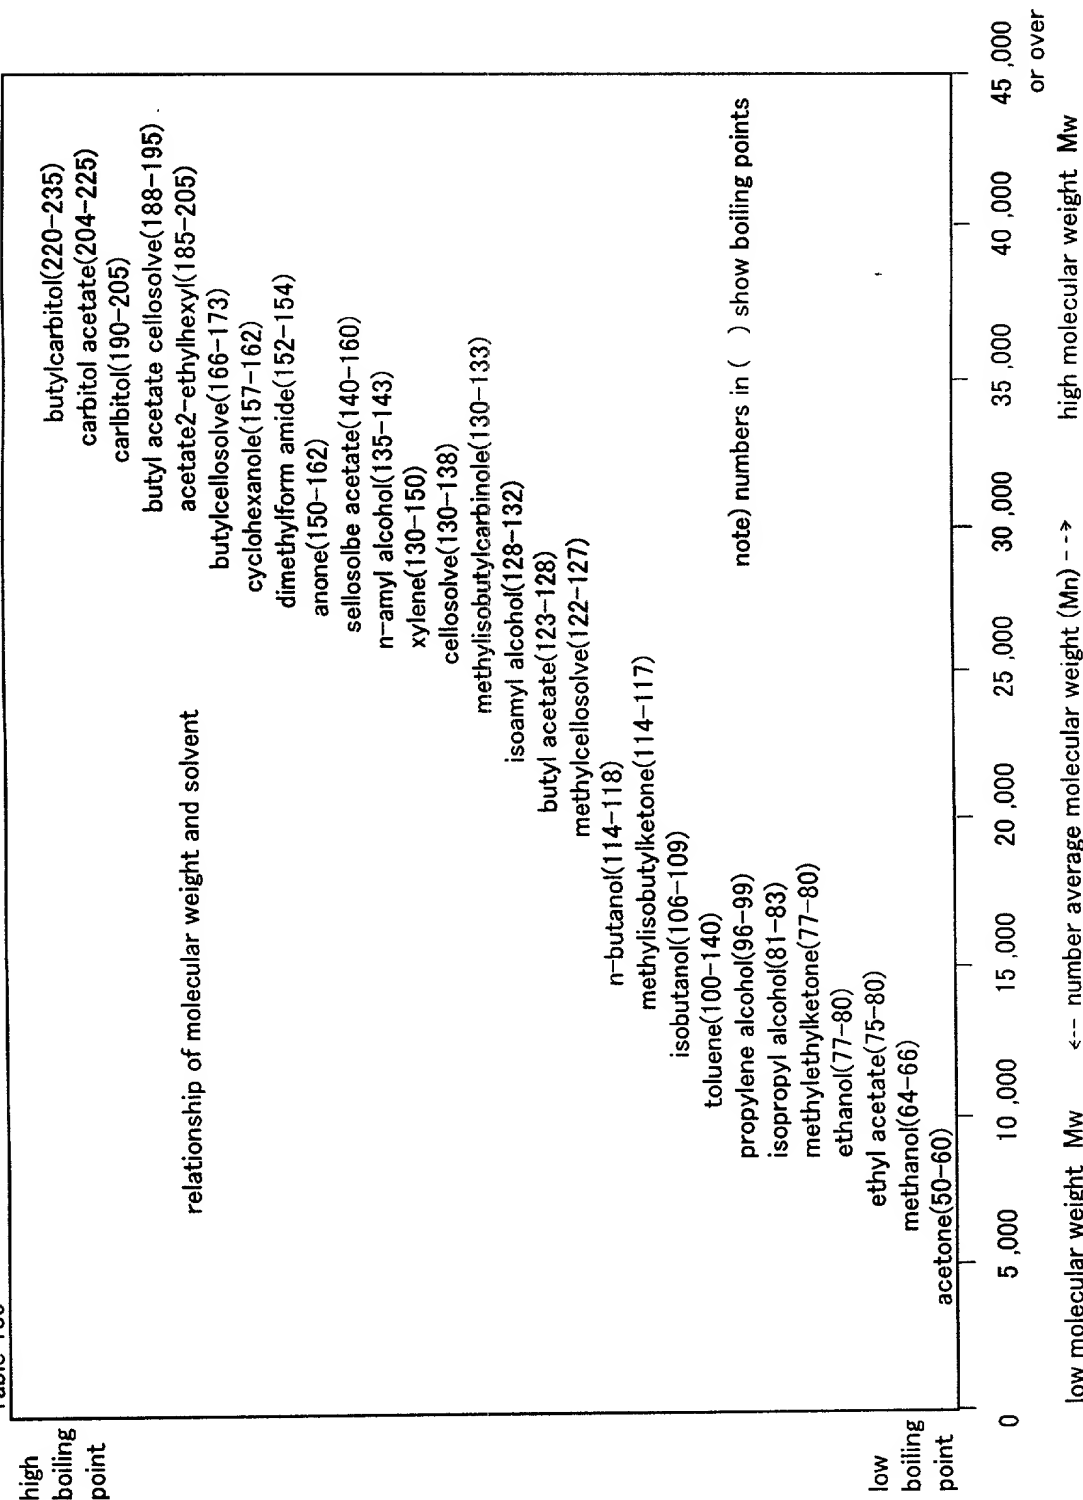 high
boiling
point
relationship of molecular weight and solvent
butylcarbitol(220-235)
carbitol acetate(204-225)
carlbitol(190-205)
butyl acetate cellosolve(188-195)
acetate2-ethylhexyl(185-205)
butylcellosolve(166-173)
cyclohexanole(157-162)
dimethylform amide(152-154)
anone(150-162)
sellosolbe acetate(140-160)
n-amyl alcohol(135-143)
xylene(130-150)
cellosolve(130-138)
methylisobutylcarbinole(130-133)
isoamyl alcohol(128-132)
butyl acetate(123-128)
methylcellosolve(122-127)
n-butanol(114-118)
methylisobutylketone(114-117)
isobutanol(106-109)
toluene(100-140)
propylene alcohol(96-99)
isopropyl alcohol(81-83)
methylethylketone(77-80)
ethanol(77-80)
ethyl acetate(75-80)
methanol(64-66)
acetone(50-60)
note) numbers in ( ) show boiling points
low
boiling
point
0 5,000 10,000 15,000 20,000 25,000 30,000 35,000 40,000 45,000
or over
low molecular weight Mw <--- number average molecular weight (Mn) --> high molecular weight Mw